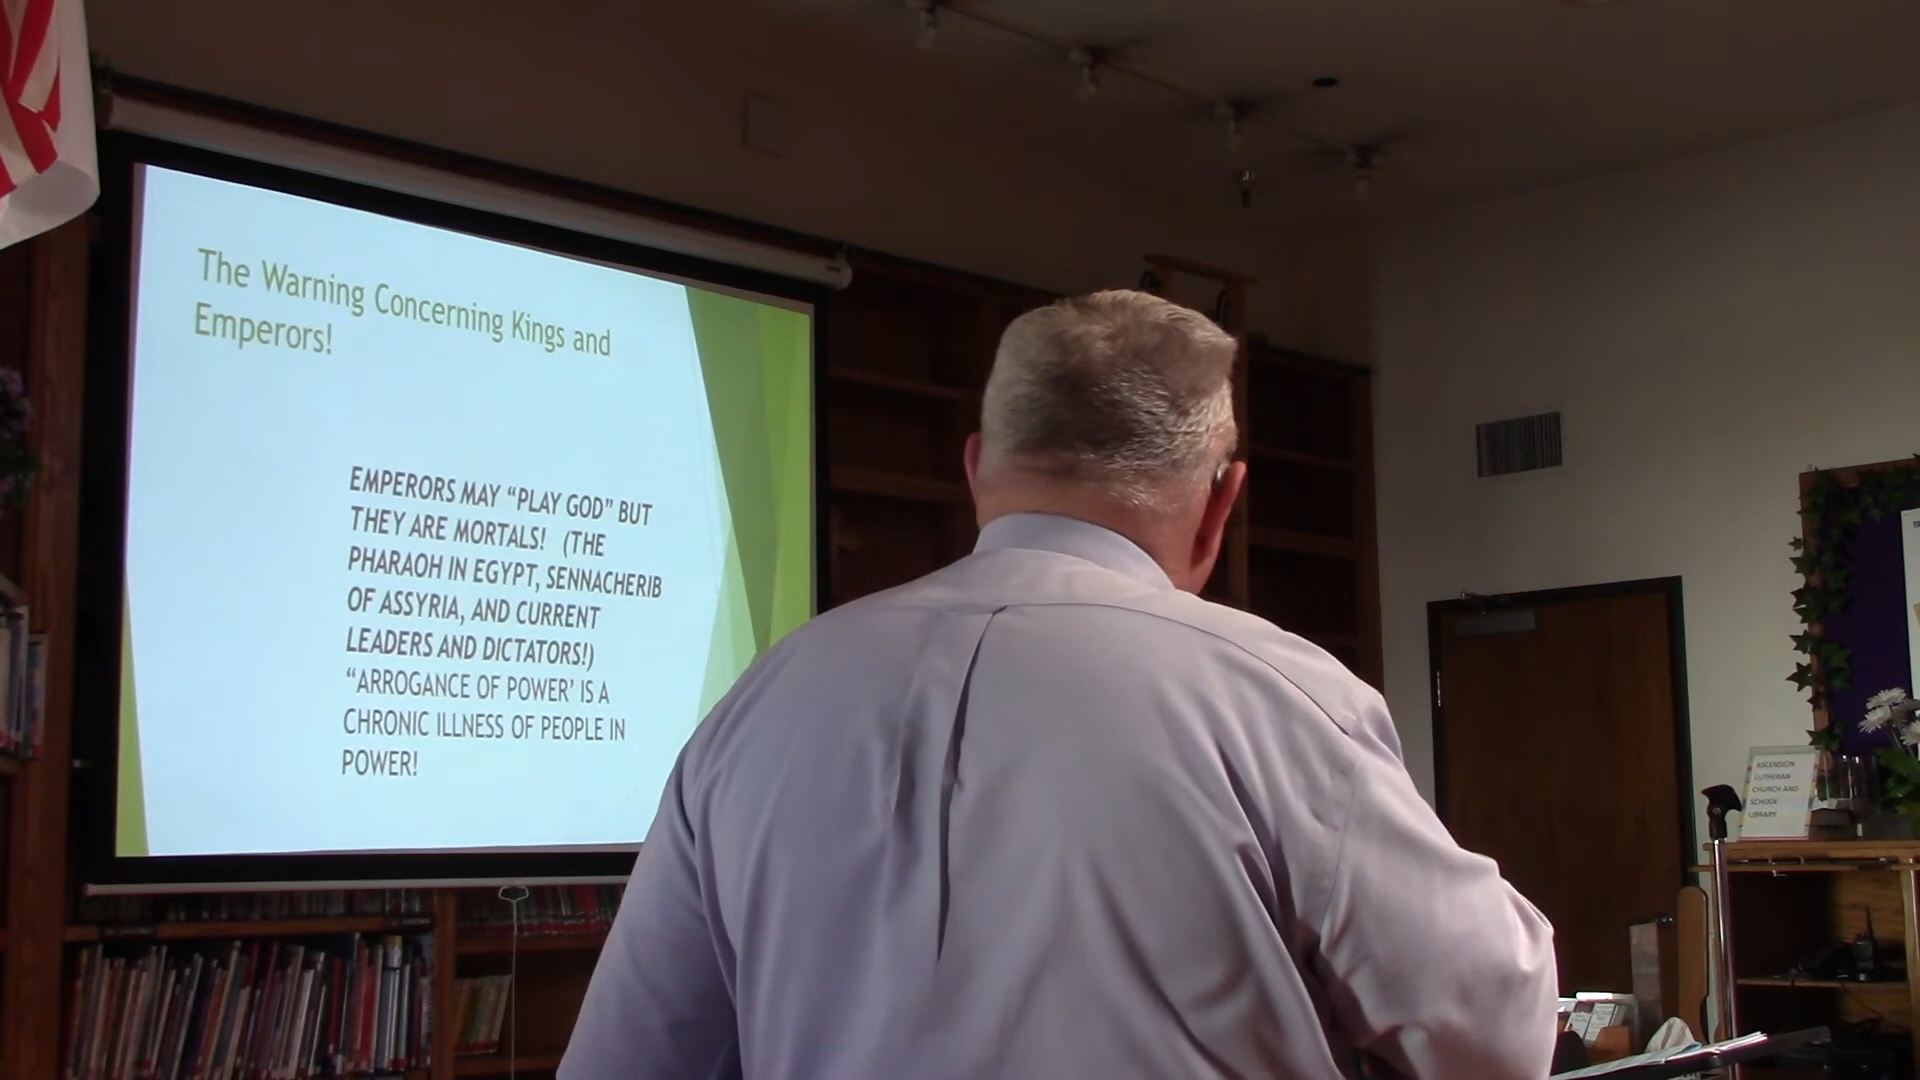 The Warning Concerning Kings and
Emperors!
EMPERORS MAY “PLAY GOD” BUT
THEY ARE MORTALS! (THE
PHARAOH IN EGYPT, SENNACHERIB
OF ASSYRIA, AND CURRENT
LEADERS AND DICTATORS!)
“ARROGANCE OF POWER’ IS A
CHRONIC ILLNESS OF PEOPLE IN
POWER!
ASCENSION
LUTHERAN
CHURCH AND
SCHOOL
LIBRARY